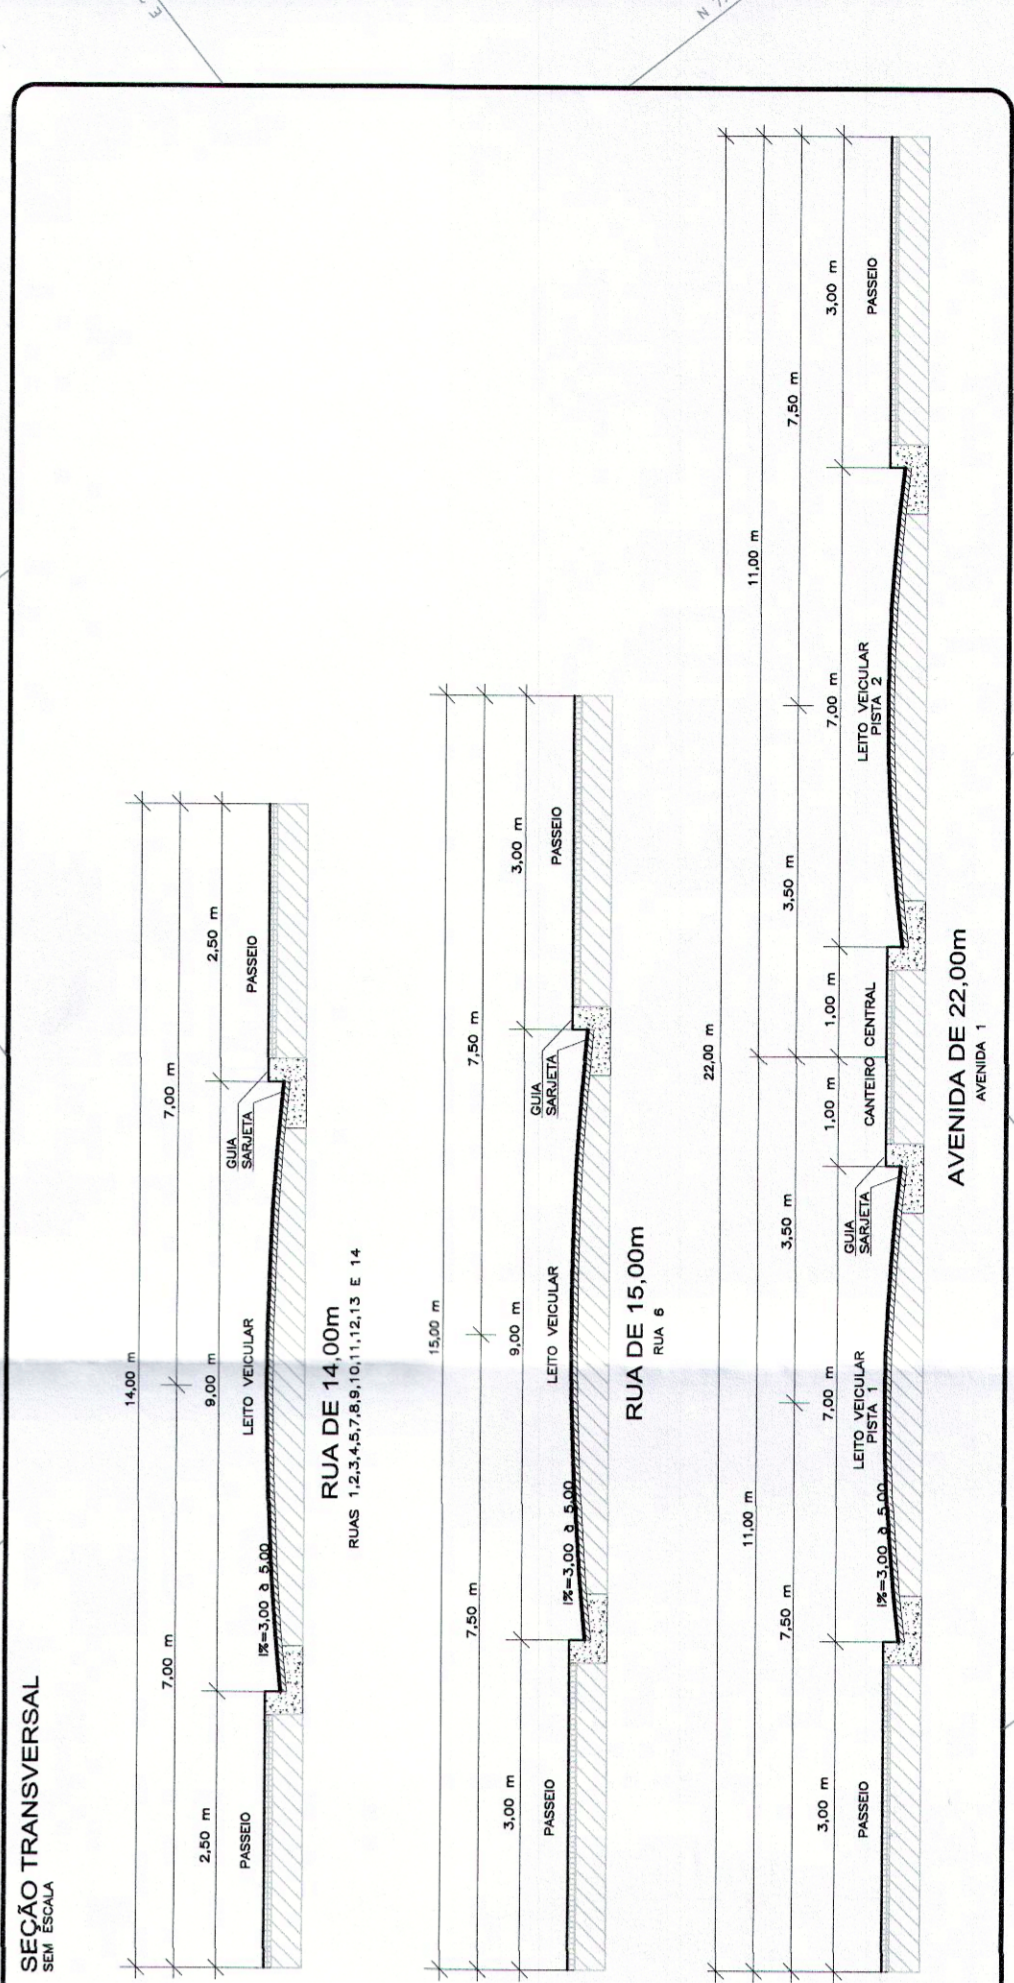 SEÇÃO TRANSVERSAL
SEM ESCALA
14,00 m
7,00 m
7,00 m
2,50 m
9,00 m
2,50 m
PASSEIO
LEITO VEICULAR
PASSEIO
GUIA
SARJETA
I%=3,00 à 5,00
RUA DE 14,00m
RUAS 1,2,3,4,5,7,8,9,10,11,12,13 E 14
15,00 m
7,50 m
7,50 m
3,00 m
9,00 m
3,00 m
PASSEIO
LEITO VEICULAR
PASSEIO
GUIA
SARJETA
I%=3,00 à 5,00
RUA DE 15,00m
RUA 6
22,00 m
11,00 m
11,00 m
7,50 m
3,50 m
3,50 m
7,50 m
3,00 m
7,00 m
1,00 m
1,00 m
7,00 m
3,00 m
PASSEIO
LEITO VEICULAR
PISTA 1
GUIA
SARJETA
CANTEIRO CENTRAL
LEITO VEICULAR
PISTA 2
PASSEIO
I%=3,00 à 5,00
AVENIDA DE 22,00m
AVENIDA 1